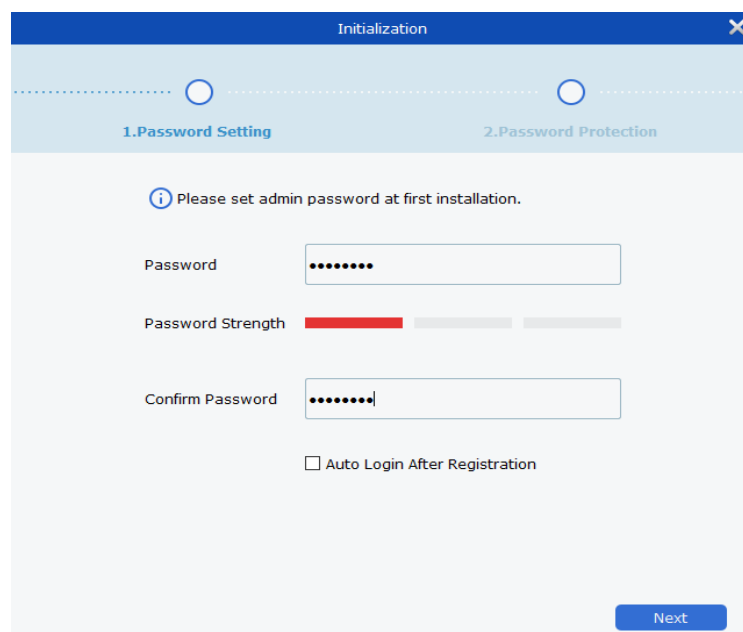 Initialization
1.Password Setting
2.Password Protection
Please set admin password at first installation.
Password ••••••••
Password Strength
Confirm Password ••••••••
Auto Login After Registration
Next